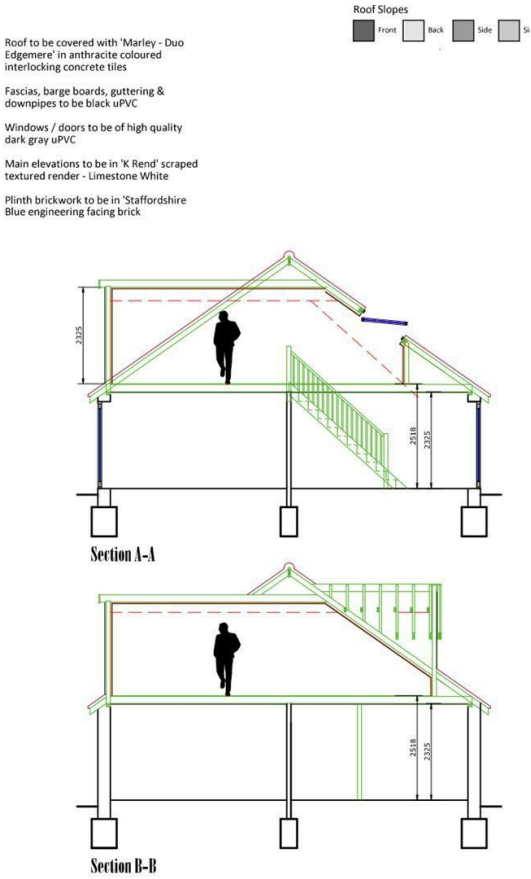 Roof Slopes
Front Back Side
Roof to be covered with 'Marley - Duo
Edgemere' in anthracite coloured
interlocking concrete tiles
Fascias, barge boards, guttering &
downpipes to be black uPVC
Windows / doors to be of high quality
dark gray uPVC
Main elevations to be in 'K Rend' scraped
textured render - Limestone White
Plinth brickwork to be in 'Staffordshire
Blue engineering facing brick
2325
2518
2325
Section A-A
2518
2325
Section B-B